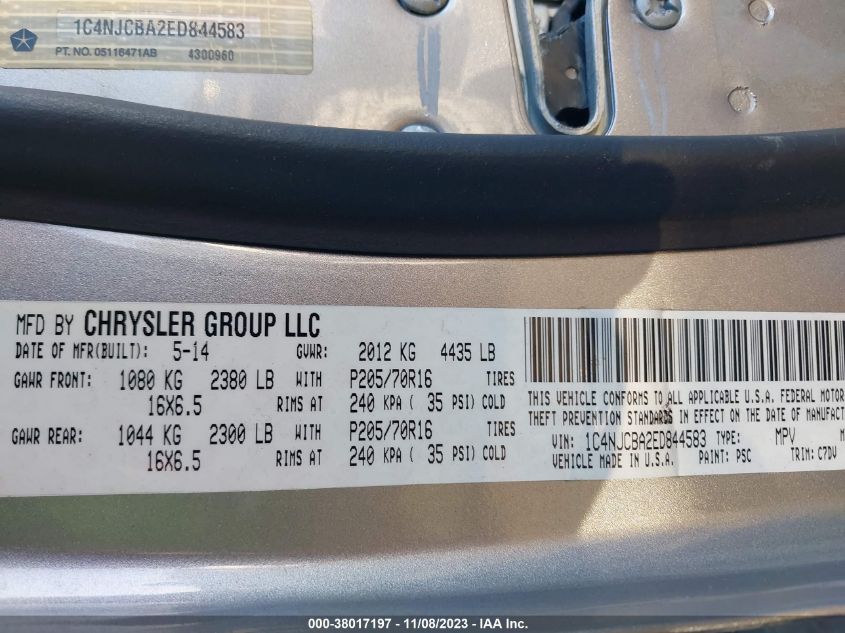 1C4NJCBA2ED844583
PT. NO. 05116471AB 4300960
MFD BY CHRYSLER GROUP LLC
DATE OF MFR(BUILT): 5-14 GVWR: 2012 KG 4435 LB
GAWR FRONT: 1080 KG 2380 LB WITH P205/70R16 TIRES
16X6.5 RIMS AT 240 KPA ( 35 PSI) COLD
GAWR REAR: 1044 KG 2300 LB WITH P205/70R16 TIRES
16X6.5 RIMS AT 240 KPA ( 35 PSI) COLD
THIS VEHICLE CONFORMS TO ALL APPLICABLE U.S.A. FEDERAL MOTOR
THEFT PREVENTION STANDARDS IN EFFECT ON THE DATE OF MANUFACT
VIN: 1C4NJCBA2ED844583 TYPE: MPV
VEHICLE MADE IN U.S.A. PAINT: PSC TRIM: C7DV
000-38017197 - 11/08/2023 - IAA Inc.